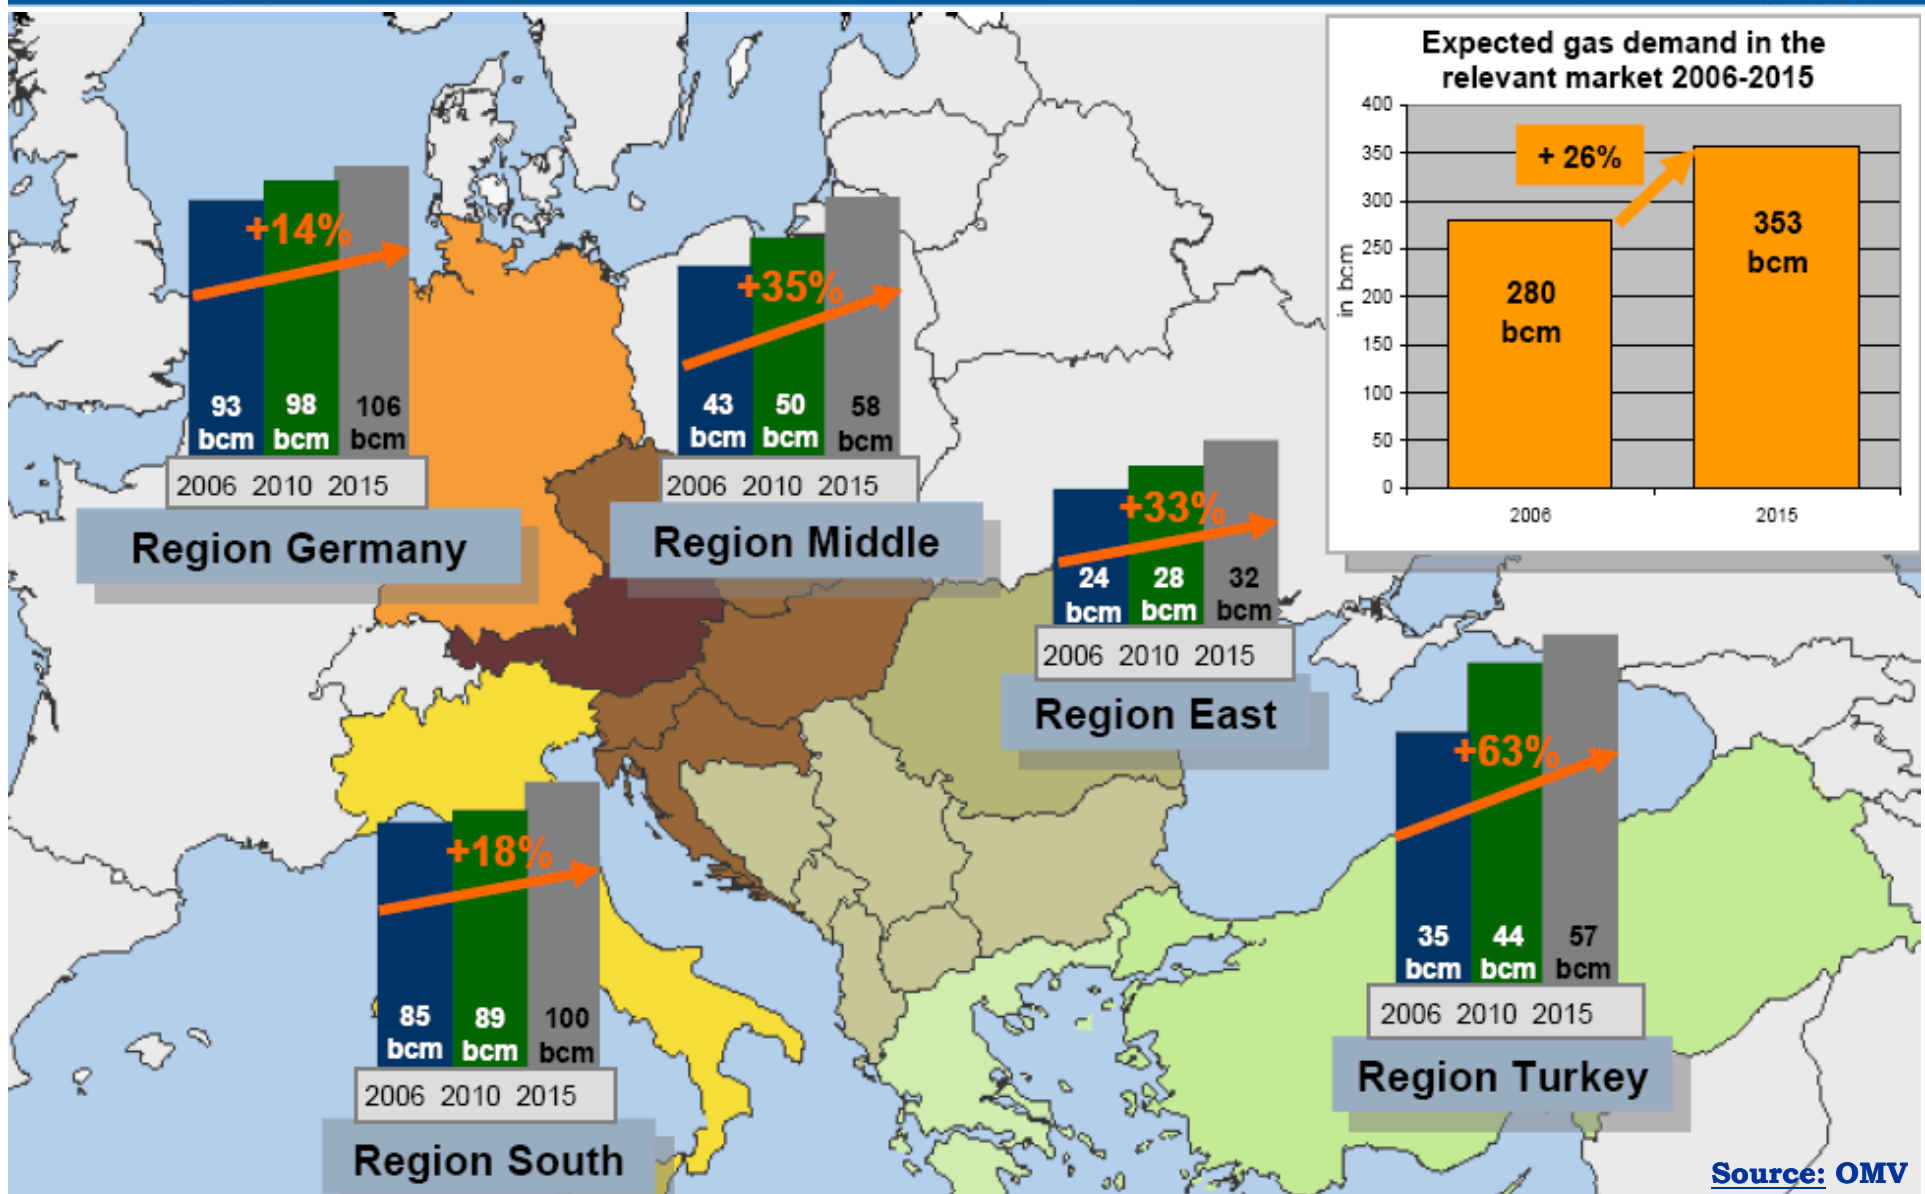 Expected gas demand in the
relevant market 2006-2015
400
350
300
250
200
150
100
50
0
in bcm
+ 26%
280
bcm
353
bcm
2006
2015
+14%
93
bcm
98
bcm
106
bcm
2006 2010 2015
Region Germany
+35%
43
bcm
50
bcm
58
bcm
2006 2010 2015
Region Middle
+33%
24
bcm
28
bcm
32
bcm
2006 2010 2015
Region East
+63%
35
bcm
44
bcm
57
bcm
2006 2010 2015
Region Turkey
+18%
85
bcm
89
bcm
100
bcm
2006 2010 2015
Region South
Source: OMV